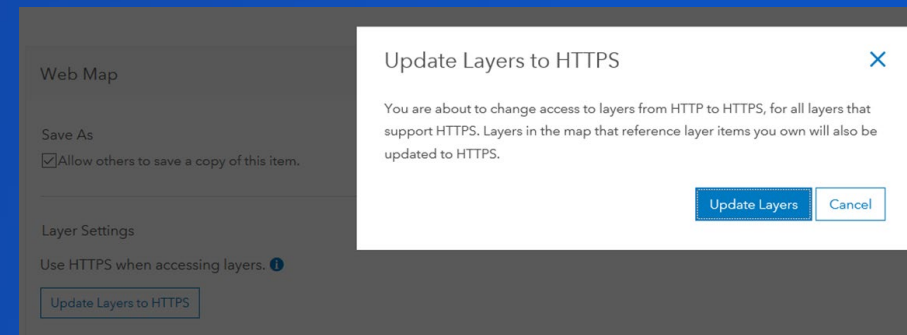 Web Map
Save As
Allow others to save a copy of this item.
Layer Settings
Use HTTPS when accessing layers.
Update Layers to HTTPS
Update Layers to HTTPS
You are about to change access to layers from HTTP to HTTPS, for all layers that
support HTTPS. Layers in the map that reference layer items you own will also be
updated to HTTPS.
Update Layers
Cancel